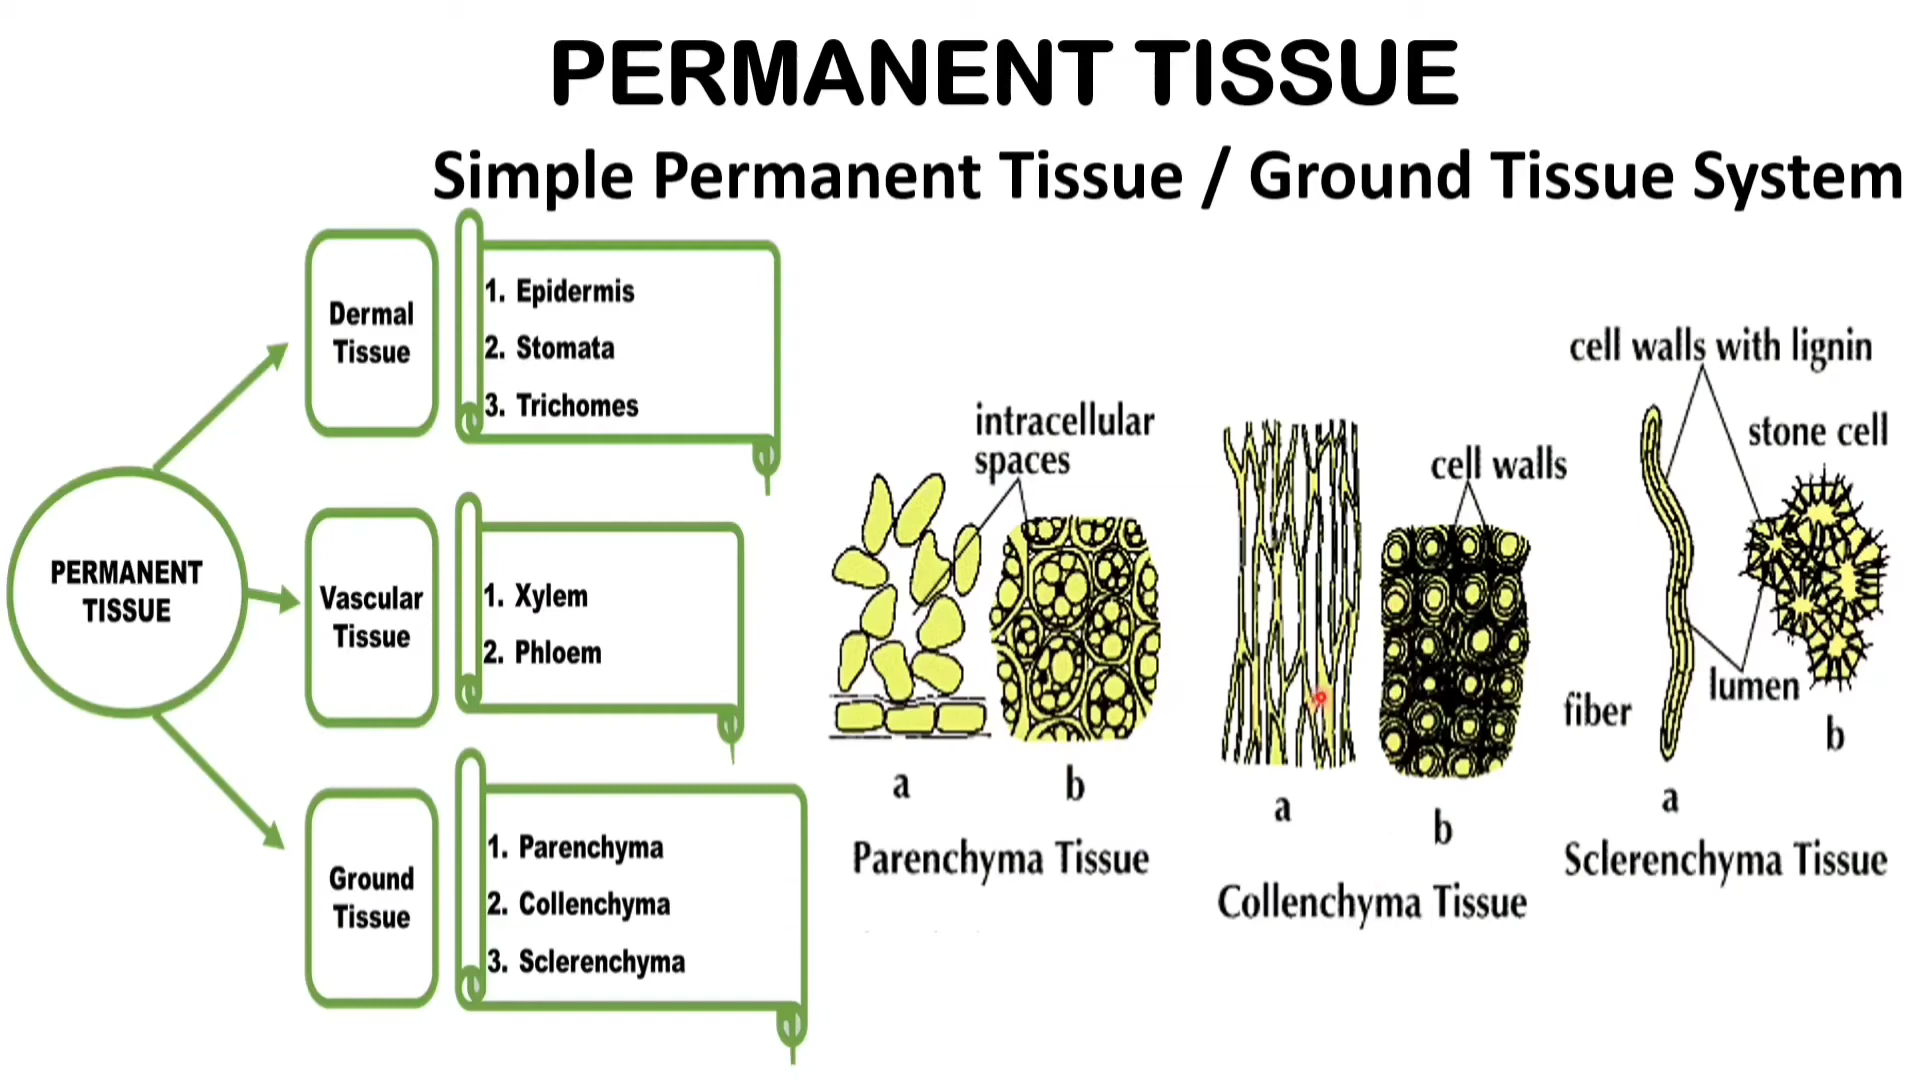 PERMANENT TISSUE
Simple Permanent Tissue / Ground Tissue System
PERMANENT
TISSUE
Dermal
Tissue
1. Epidermis
2. Stomata
3. Trichomes
Vascular
Tissue
1. Xylem
2. Phloem
Ground
Tissue
1. Parenchyma
2. Collenchyma
3. Sclerenchyma
intracellular
spaces
a
b
Parenchyma Tissue
cell walls
a
b
Collenchyma Tissue
cell walls with lignin
stone cell
lumen
fiber
b
a
Sclerenchyma Tissue